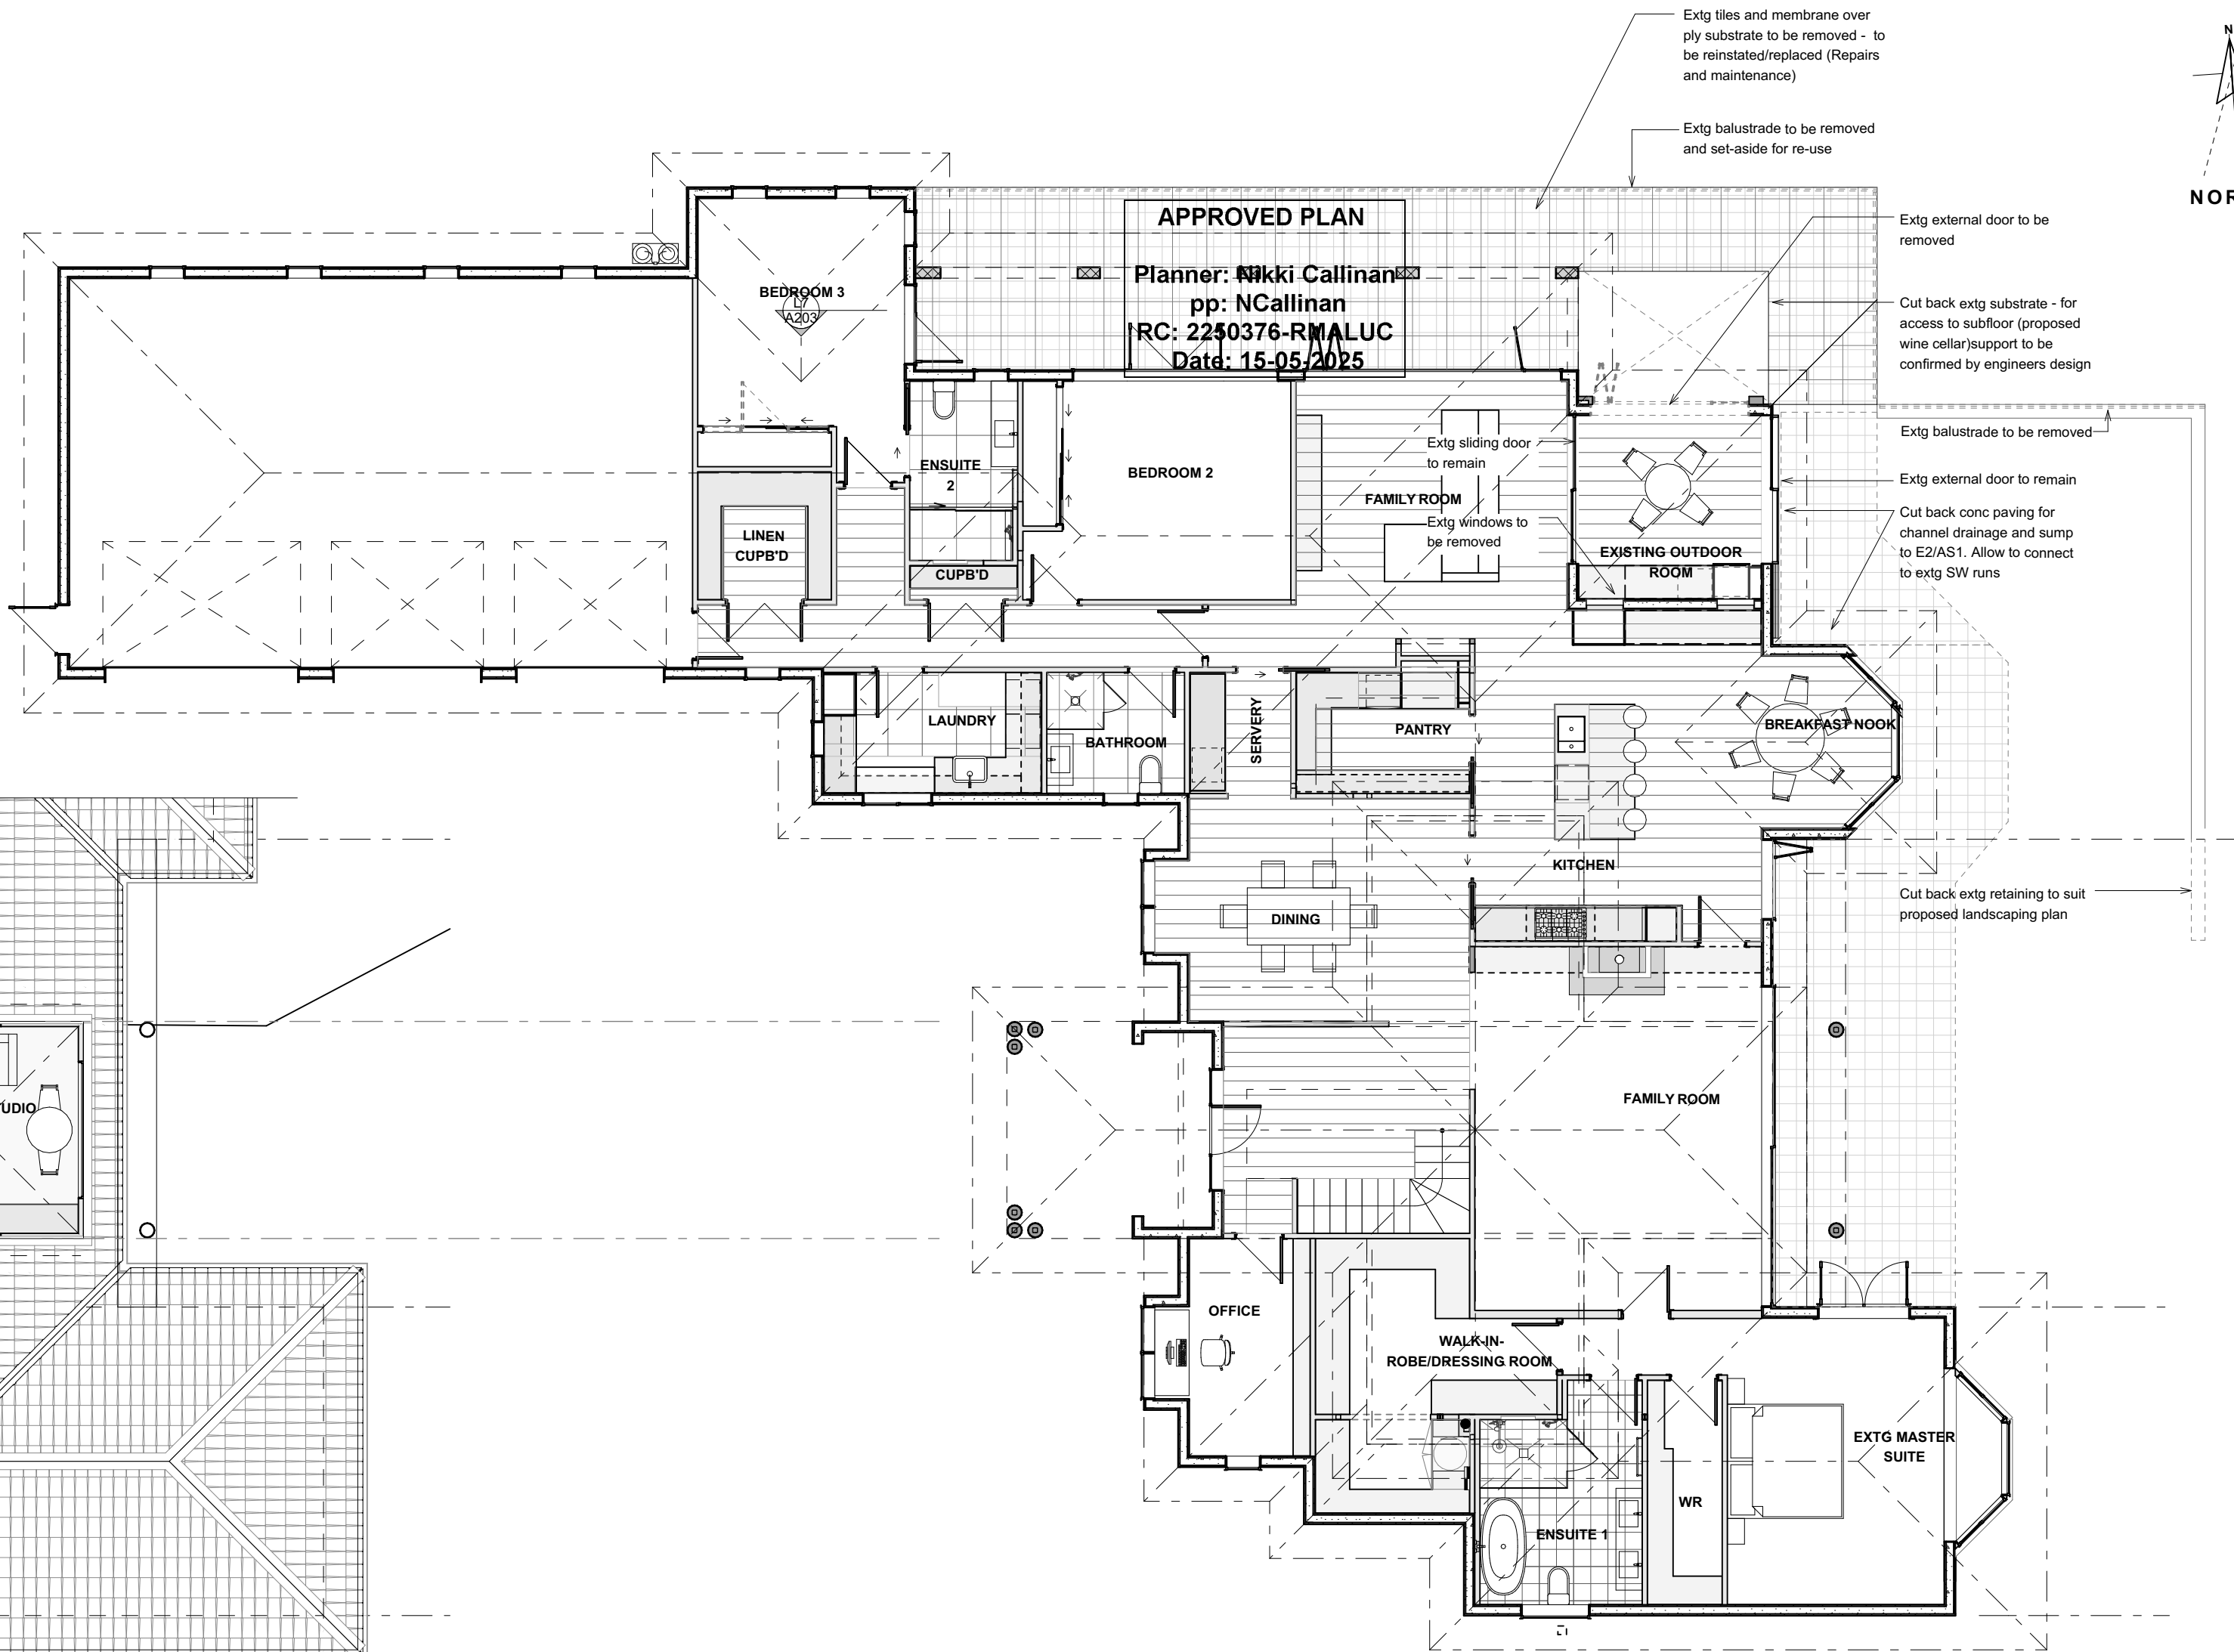 Extg tiles and membrane over
ply substrate to be removed - to
be reinstated/replaced (Repairs
and maintenance)
N
Extg balustrade to be removed
and set-aside for re-use
NOR
APPROVED PLAN
Planner: Nikki Callinan
pp: NCallinan
RC: 2250376-RMALUC
Date: 15-05-2025
Extg external door to be
removed
BEDROOM 3
L7
A203
Cut back extg substrate - for
access to subfloor (proposed
wine cellar)support to be
confirmed by engineers design
Extg balustrade to be removed
Extg sliding door
to remain
ENSUITE
2
BEDROOM 2
FAMILY ROOM
Extg external door to remain
Extg windows to
be removed
Cut back conc paving for
channel drainage and sump
to E2/AS1. Allow to connect
to extg SW runs
LINEN
CUPB'D
CUPB'D
EXISTING OUTDOOR
ROOM
LAUNDRY
BATHROOM
SERVERY
PANTRY
BREAKFAST NOOK
KITCHEN
DINING
Cut back extg retaining to suit
proposed landscaping plan
UDIO
FAMILY ROOM
OFFICE
WALK-IN-
ROBE/DRESSING ROOM
EXTG MASTER
SUITE
WR
ENSUITE 1